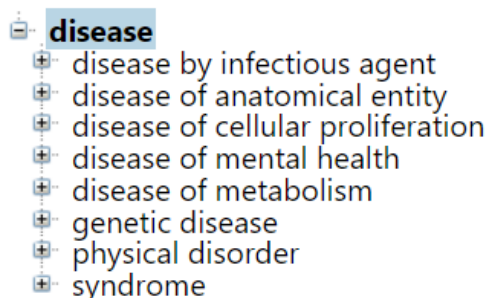 disease
disease by infectious agent
disease of anatomical entity
disease of cellular proliferation
disease of mental health
disease of metabolism
genetic disease
physical disorder
syndrome